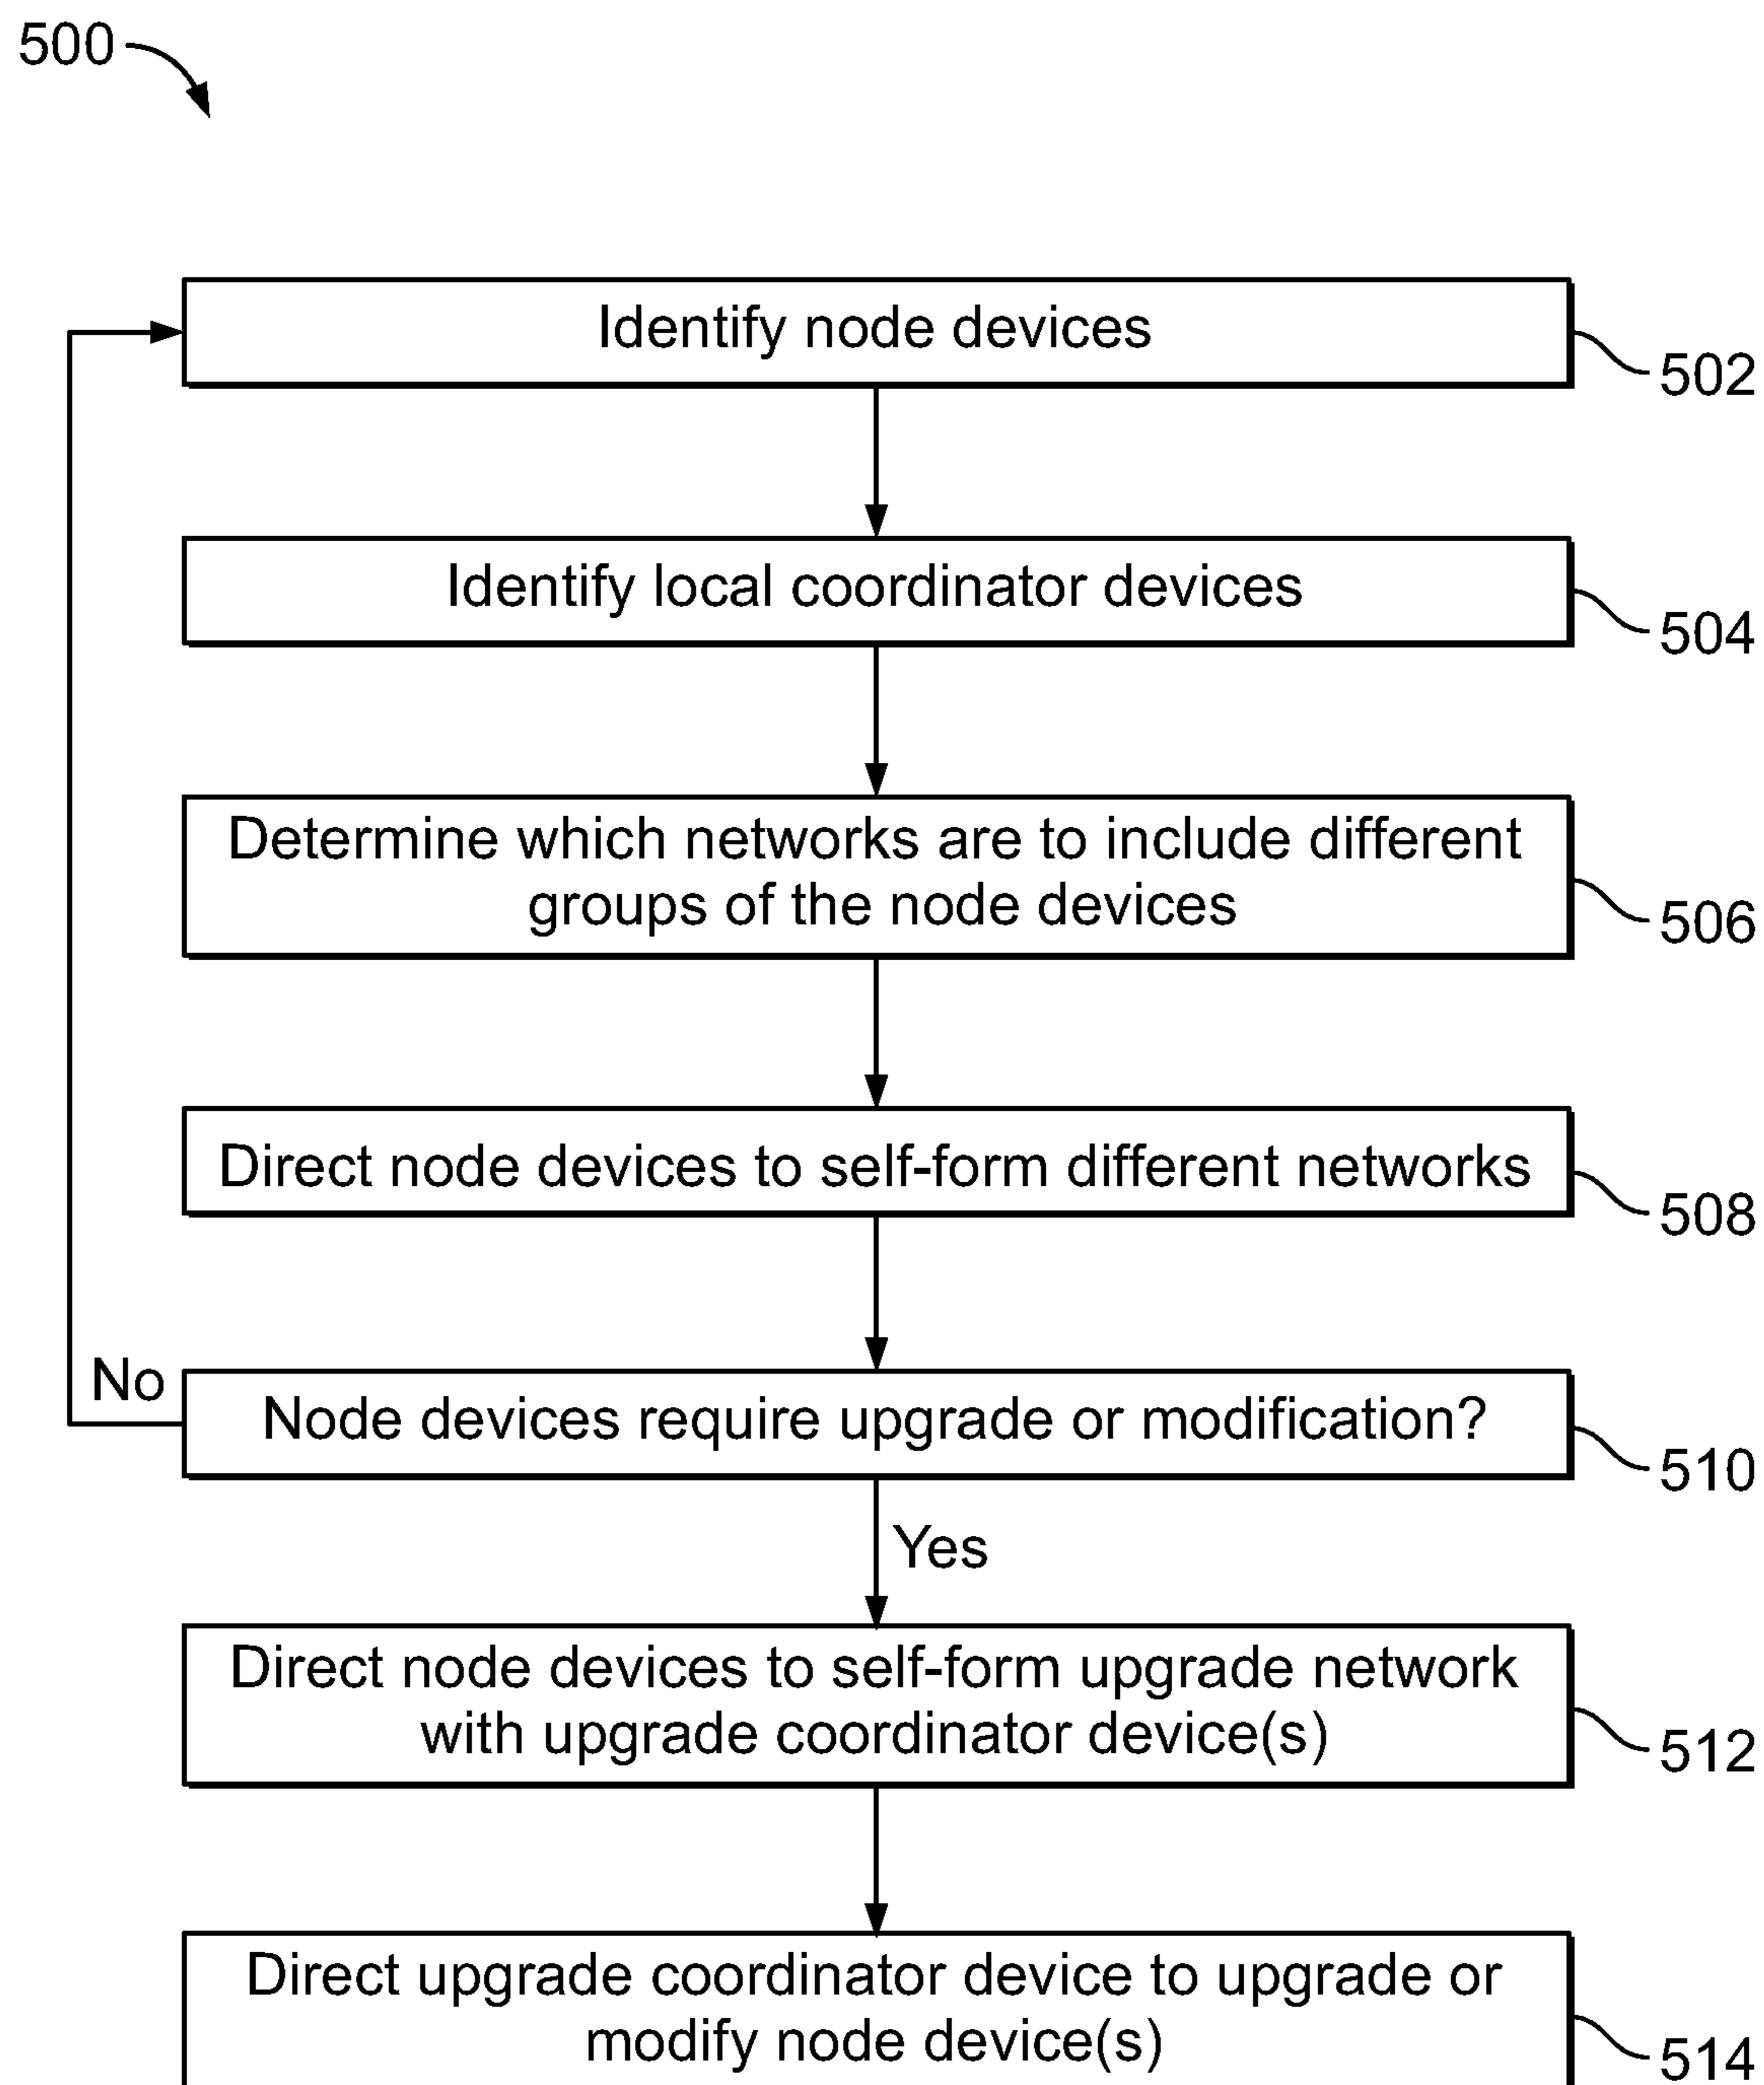 500
Identify node devices
502
Identify local coordinator devices
504
Determine which networks are to include different
groups of the node devices
506
Direct node devices to self-form different networks
508
No
Node devices require upgrade or modification?
510
Yes
Direct node devices to self-form upgrade network
with upgrade coordinator device(s)
512
Direct upgrade coordinator device to upgrade or
modify node device(s)
514